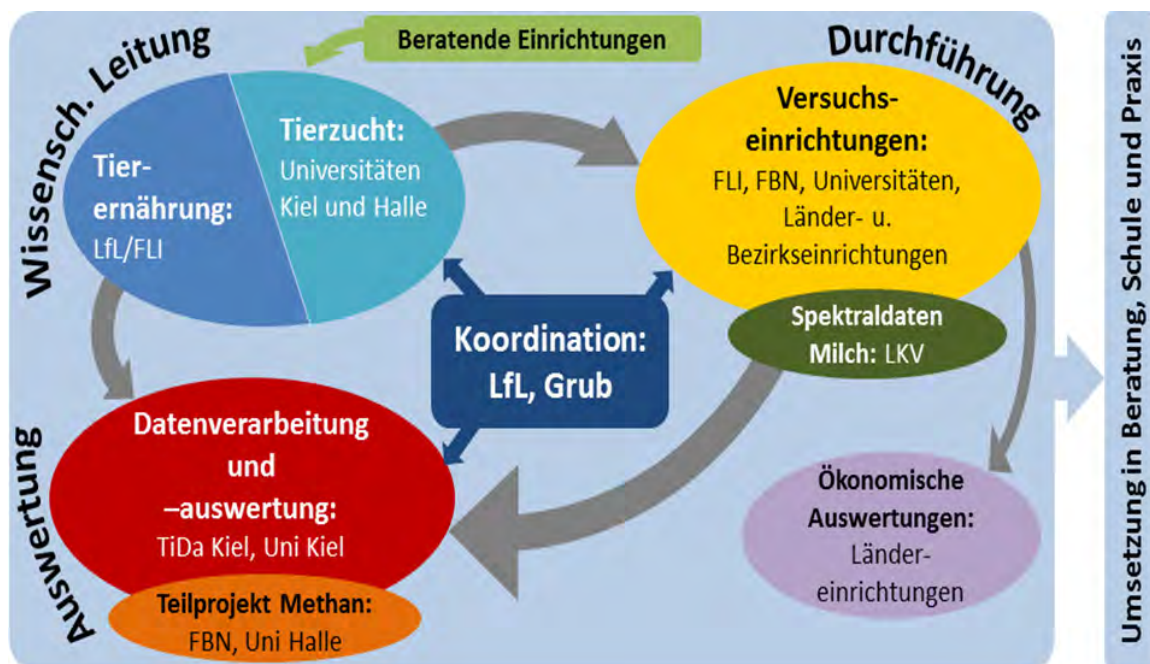 Wissensch. Leitung
Beratende Einrichtungen
Durchführung
Tierzucht:
Universitäten
Kiel und Halle
Tier-
ernährung:
LfL/FLI
Versuchs-
einrichtungen:
FLI, FBN, Universitäten,
Länder- u.
Bezirkseinrichtungen
Spektraldaten
Milch: LKV
Koordination:
LfL, Grub
Auswertung
Datenverarbeitung
und
–auswertung:
TiDa Kiel, Uni Kiel
Teilprojekt Methan:
FBN, Uni Halle
Ökonomische
Auswertungen:
Länder-
einrichtungen
Umsetzung in Beratung, Schule und Praxis